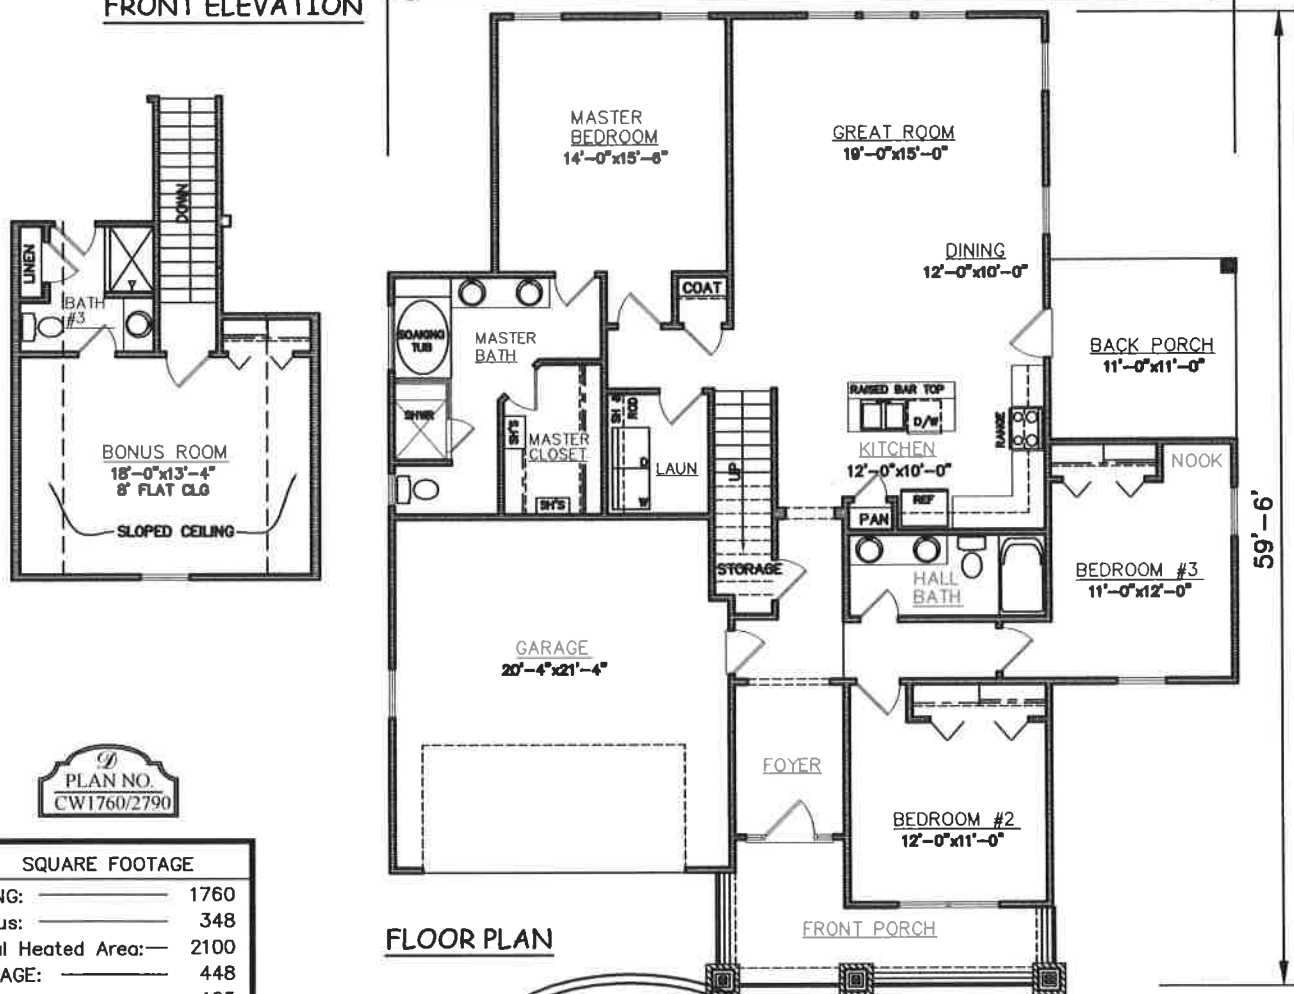 FRONT ELEVATION
MASTER
BEDROOM
14'-0"x15'-6"
GREAT ROOM
19'-0"x15'-0"
DOWN
LINEN
BATH
#3
DINING
12'-0"x10'-0"
COAT
SOAKING
TUB
MASTER
BATH
BACK PORCH
11'-0"x11'-0"
RAISED BAR TOP
D/W
RANGE
SHWR
SH'S
MASTER
CLOSET
SH'S
SH'S
ROD
D
W
LAUN
UP
KITCHEN
12'-0"x10'-0"
REF
PAN
NOOK
BONUS ROOM
18'-0"x13'-4"
8' FLAT CLG
SLOPED CEILING
59'-6"
STORAGE
HALL
BATH
BEDROOM #3
11'-0"x12'-0"
GARAGE
20'-4"x21'-4"
FOYER
BEDROOM #2
12'-0"x11'-0"
D
PLAN NO.
CW1760/2790
SQUARE FOOTAGE
NG: 1760
us: 348
al Heated Area: 2100
AGE: 448
FLOOR PLAN
FRONT PORCH